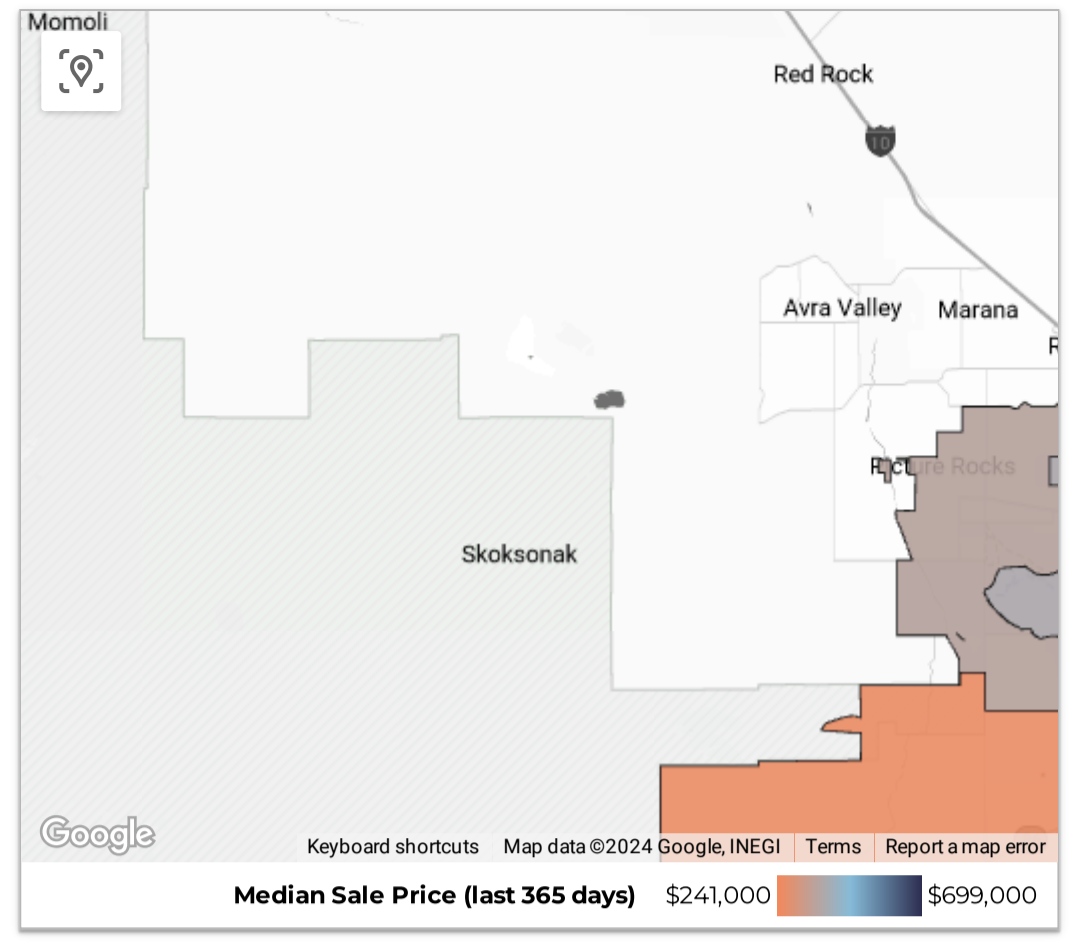 Momoli
Red Rock
10
Avra Valley
Marana
R
Picture Rocks
Skoksonak
Google
Keyboard shortcuts
Map data ©2024 Google, INEGI
Terms
Report a map error
Median Sale Price (last 365 days)
$241,000
$699,000